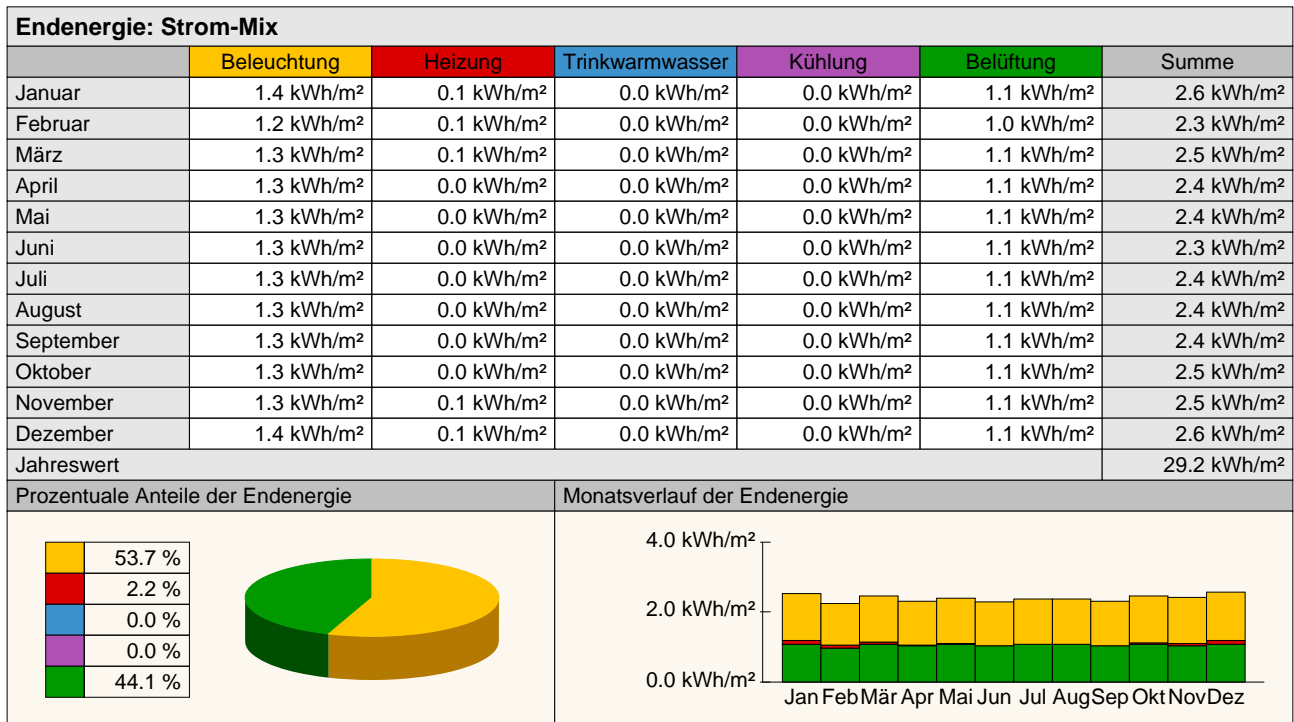 Endenergie: Strom-Mix
Beleuchtung Heizung Trinkwarmwasser Kühlung Belüftung Summe
Januar 1.4 kWh/m² 0.1 kWh/m² 0.0 kWh/m² 0.0 kWh/m² 1.1 kWh/m² 2.6 kWh/m²
Februar 1.2 kWh/m² 0.1 kWh/m² 0.0 kWh/m² 0.0 kWh/m² 1.0 kWh/m² 2.3 kWh/m²
März 1.3 kWh/m² 0.1 kWh/m² 0.0 kWh/m² 0.0 kWh/m² 1.1 kWh/m² 2.5 kWh/m²
April 1.3 kWh/m² 0.0 kWh/m² 0.0 kWh/m² 0.0 kWh/m² 1.1 kWh/m² 2.4 kWh/m²
Mai 1.3 kWh/m² 0.0 kWh/m² 0.0 kWh/m² 0.0 kWh/m² 1.1 kWh/m² 2.4 kWh/m²
Juni 1.3 kWh/m² 0.0 kWh/m² 0.0 kWh/m² 0.0 kWh/m² 1.1 kWh/m² 2.3 kWh/m²
Juli 1.3 kWh/m² 0.0 kWh/m² 0.0 kWh/m² 0.0 kWh/m² 1.1 kWh/m² 2.4 kWh/m²
August 1.3 kWh/m² 0.0 kWh/m² 0.0 kWh/m² 0.0 kWh/m² 1.1 kWh/m² 2.4 kWh/m²
September 1.3 kWh/m² 0.0 kWh/m² 0.0 kWh/m² 0.0 kWh/m² 1.1 kWh/m² 2.4 kWh/m²
Oktober 1.3 kWh/m² 0.0 kWh/m² 0.0 kWh/m² 0.0 kWh/m² 1.1 kWh/m² 2.5 kWh/m²
November 1.3 kWh/m² 0.1 kWh/m² 0.0 kWh/m² 0.0 kWh/m² 1.1 kWh/m² 2.5 kWh/m²
Dezember 1.4 kWh/m² 0.1 kWh/m² 0.0 kWh/m² 0.0 kWh/m² 1.1 kWh/m² 2.6 kWh/m²
Jahreswert 29.2 kWh/m²
Prozentuale Anteile der Endenergie
53.7 %
2.2 %
0.0 %
0.0 %
44.1 %
Monatsverlauf der Endenergie
4.0 kWh/m²
2.0 kWh/m²
0.0 kWh/m²
Jan Feb Mär Apr Mai Jun Jul Aug Sep Okt Nov Dez